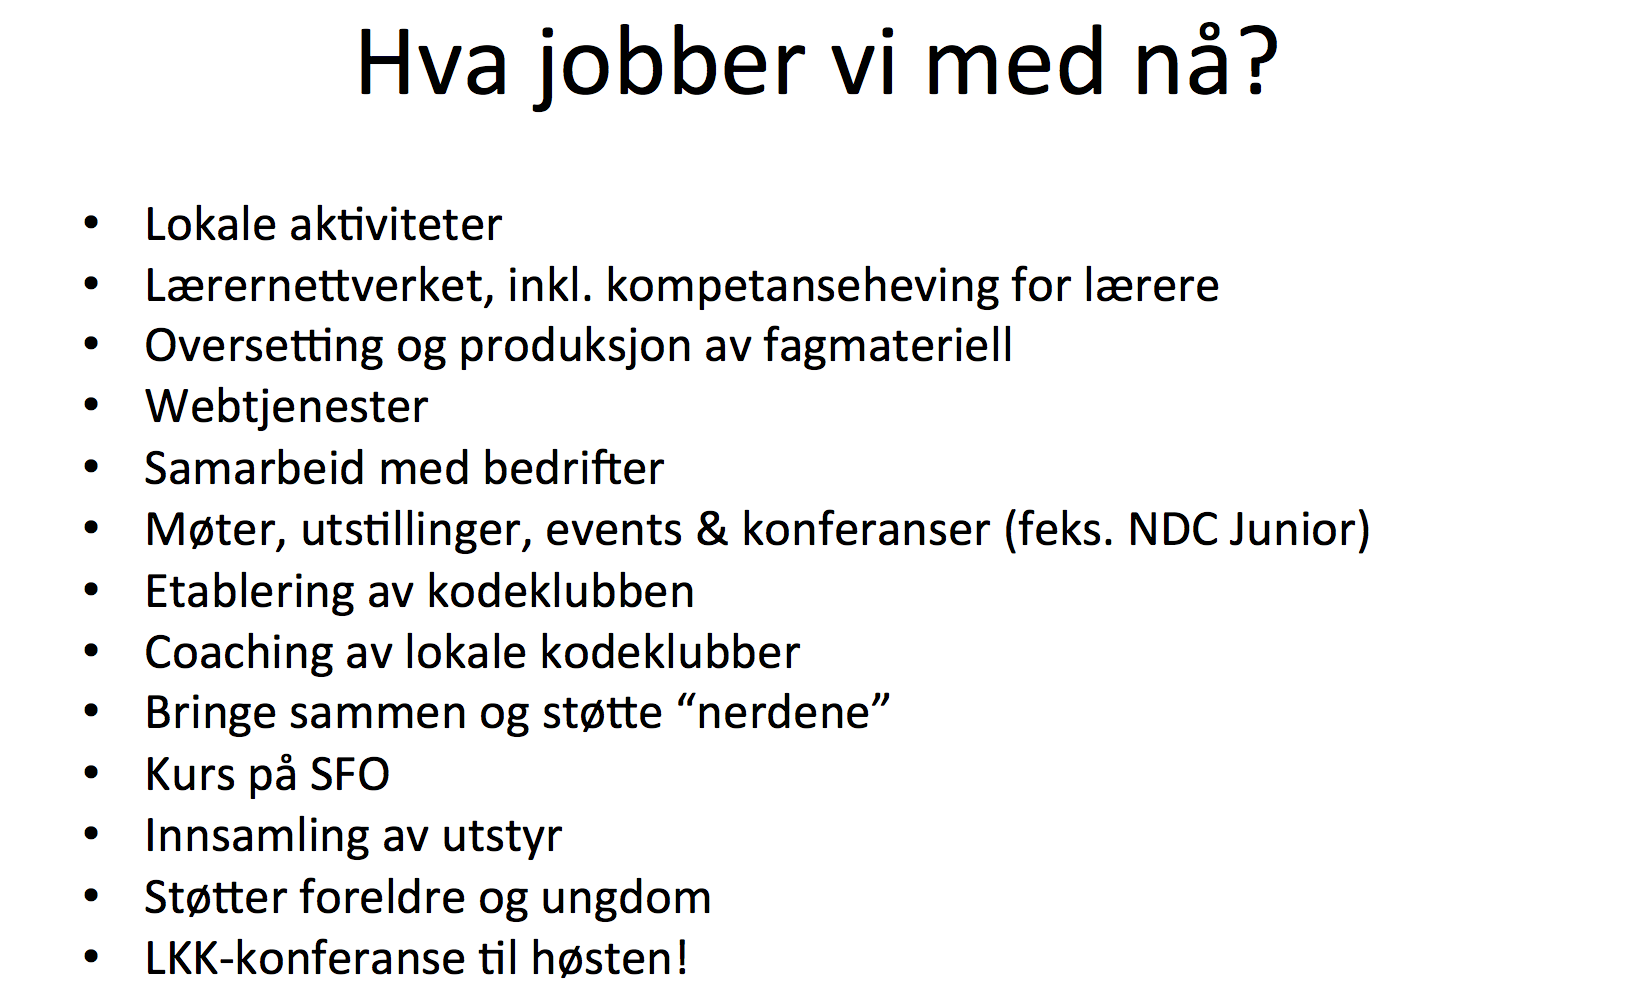 Hva jobber vi med nå?
• Lokale aktiviteter
• Lærernettverket, inkl. kompetanseheving for lærere
• Oversetting og produksjon av fagmateriell
• Webtjenester
• Samarbeid med bedrifter
• Møter, utstillinger, events & konferanser (feks. NDC Junior)
• Etablering av kodeklubben
• Coaching av lokale kodeklubber
• Bringe sammen og støtte “nerdene”
• Kurs på SFO
• Innsamling av utstyr
• Støtter foreldre og ungdom
• LKK-konferanse til høsten!